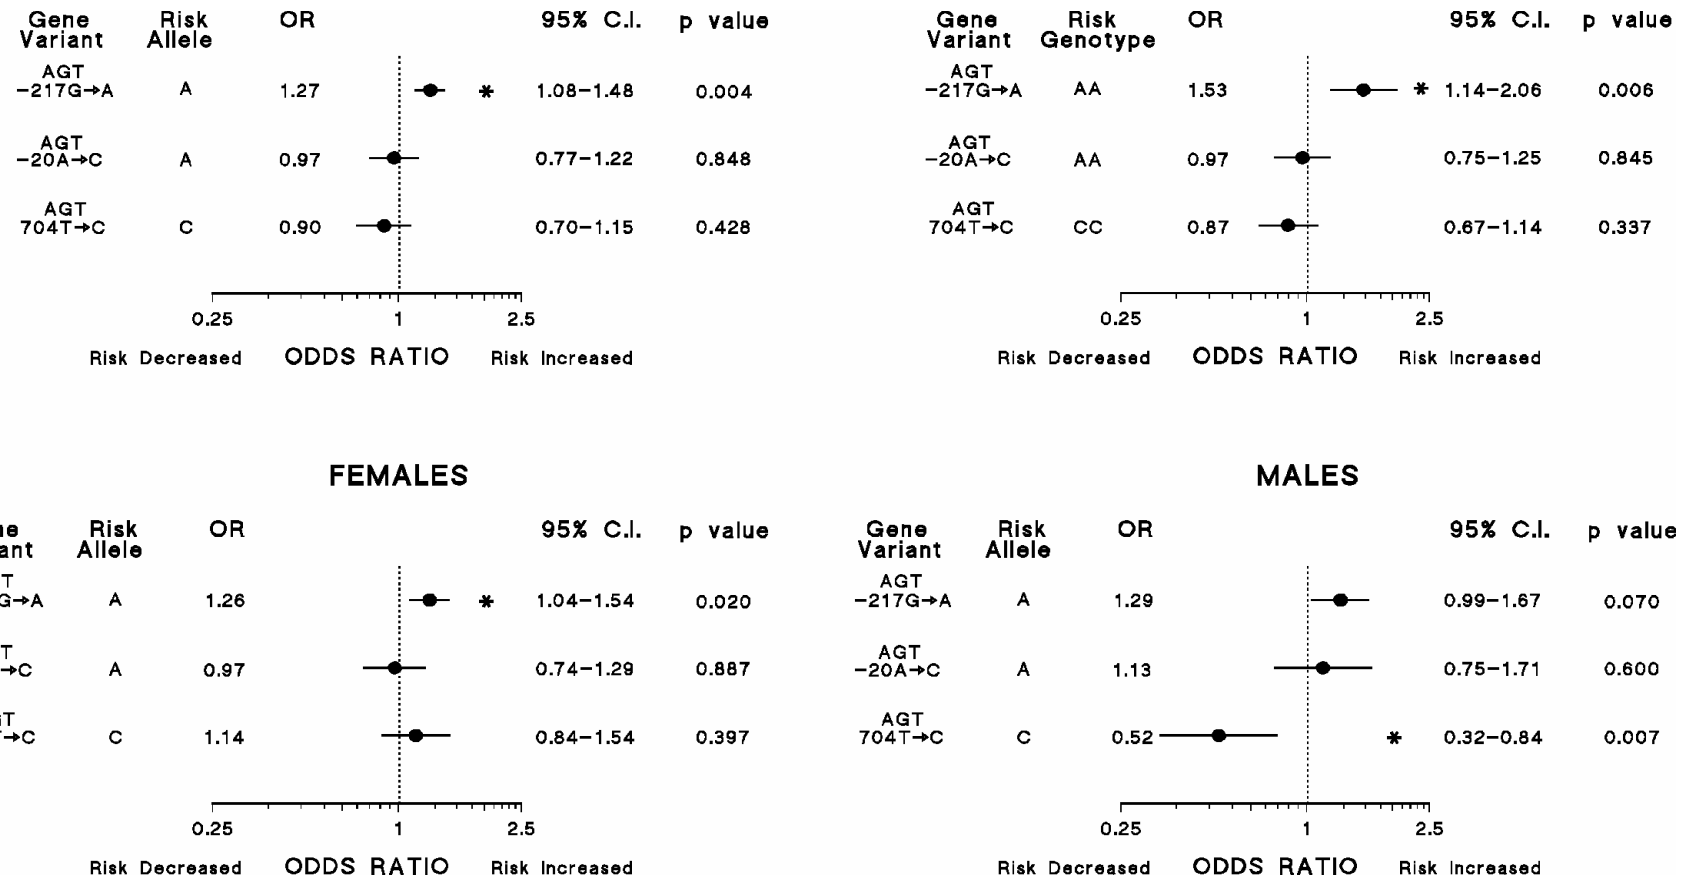 Gene Risk OR 95% C.I. p value
Variant Allele
AGT
−217G→A A 1.27 * 1.08−1.48 0.004
AGT
−20A→C A 0.97 0.77−1.22 0.848
AGT
704T→C C 0.90 0.70−1.15 0.428
0.25 1 2.5
Risk Decreased ODDS RATIO Risk Increased
Gene Risk OR 95% C.I. p value
Variant Genotype
AGT
−217G→A AA 1.53 * 1.14−2.06 0.006
AGT
−20A→C AA 0.97 0.75−1.25 0.845
AGT
704T→C CC 0.87 0.67−1.14 0.337
0.25 1 2.5
Risk Decreased ODDS RATIO Risk Increased
FEMALES
Risk OR 95% C.I. p value
Allele
G→A A 1.26 * 1.04−1.54 0.020
→C A 0.97 0.74−1.29 0.887
→C C 1.14 0.84−1.54 0.397
0.25 1 2.5
Risk Decreased ODDS RATIO Risk Increased
MALES
Gene Risk OR 95% C.I. p value
Variant Allele
AGT
−217G→A A 1.29 0.99−1.67 0.070
AGT
−20A→C A 1.13 0.75−1.71 0.600
AGT
704T→C C 0.52 * 0.32−0.84 0.007
0.25 1 2.5
Risk Decreased ODDS RATIO Risk Increased